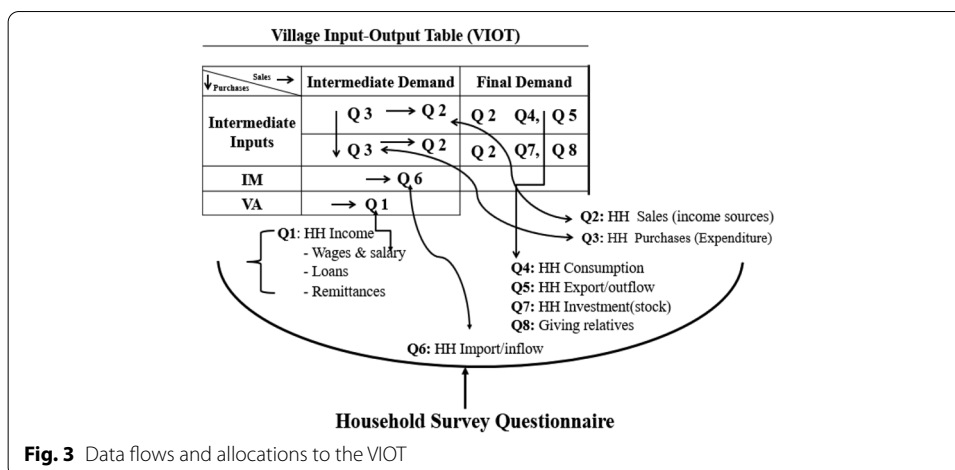 Village Input-Output Table (VIOT)
Sales
Purchases
Intermediate Demand
Final Demand
Intermediate
Inputs
Q 3 Q 2 Q 2 Q4, Q 5
Q 3 Q 2 Q 2 Q7, Q 8
IM Q 6
VA Q 1
Q1: HH Income
- Wages & salary
- Loans
- Remittances
Q2: HH Sales (income sources)
Q3: HH Purchases (Expenditure)
Q4: HH Consumption
Q5: HH Export/outflow
Q7: HH Investment(stock)
Q8: Giving relatives
Q6: HH Import/inflow
Household Survey Questionnaire
Fig. 3 Data flows and allocations to the VIOT